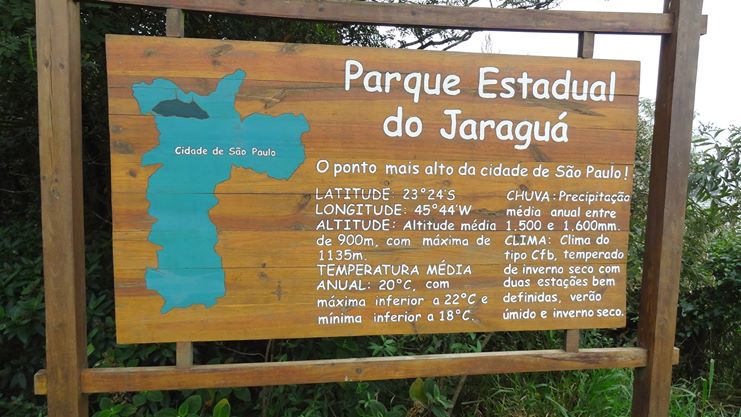 Parque Estadual
do Jaraguá
Cidade de São Paulo
O ponto mais alto da cidade de São Paulo!
LATITUDE: 23°24'S
LONGITUDE: 45°44'W
ALTITUDE: Altitude média
de 900m, com máxima de
1135m.
TEMPERATURA MÉDIA
ANUAL: 20°C, com
máxima inferior a 22°C e
mínima inferior a 18°C.
CHUVA: Precipitação
média anual entre
1.500 e 1.600mm.
CLIMA: Clima do
tipo Cfb, temperado
de inverno seco com
duas estações bem
definidas, verão
úmido e inverno seco.